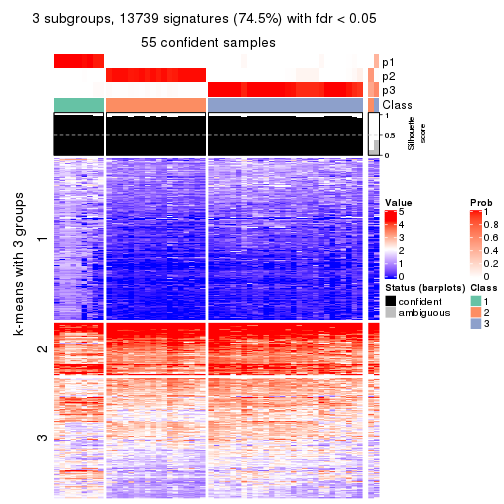 3 subgroups, 13739 signatures (74.5%) with fdr < 0.05
55 confident samples
p1
p2
p3
Class
1
0.5
0
Silhouette
score
k-means with 3 groups
1
2
3
Value
5
4
3
2
1
0
Prob
1
0.8
0.6
0.4
0.2
0
Status (barplots)
confident
ambiguous
Class
1
2
3